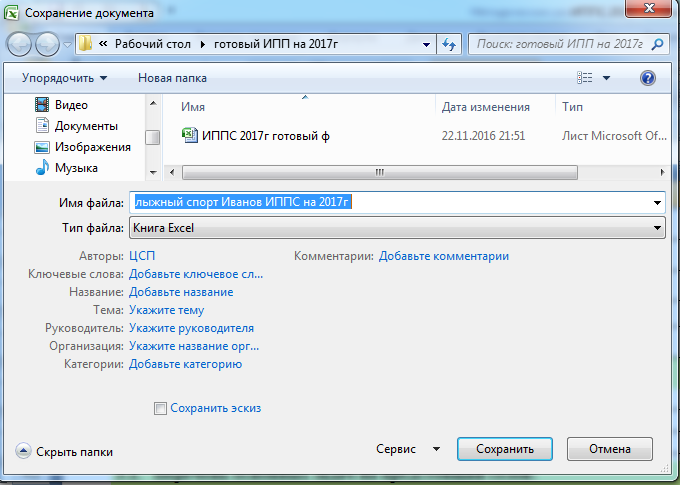 Сохранение документа
« Рабочий стол готовый ИПП на 2017г Поиск: готовый ИПП на 2017г
Упорядочить Новая папка
Видео
Документы
Изображения
Музыка
Имя Дата изменения Тип
ИППС 2017г готовый ф 22.11.2016 21:51 Лист Microsoft Of...
Имя файла: лыжный спорт Иванов ИППС на 2017г
Тип файла: Книга Excel
Авторы: ЦСП Комментарии: Добавьте комментарии
Ключевые слова: Добавьте ключевое сл...
Название: Добавьте название
Тема: Укажите тему
Руководитель: Укажите руководителя
Организация: Укажите название орг...
Категории: Добавьте категорию
Сохранить эскиз
Скрыть папки Сервис Сохранить Отмена